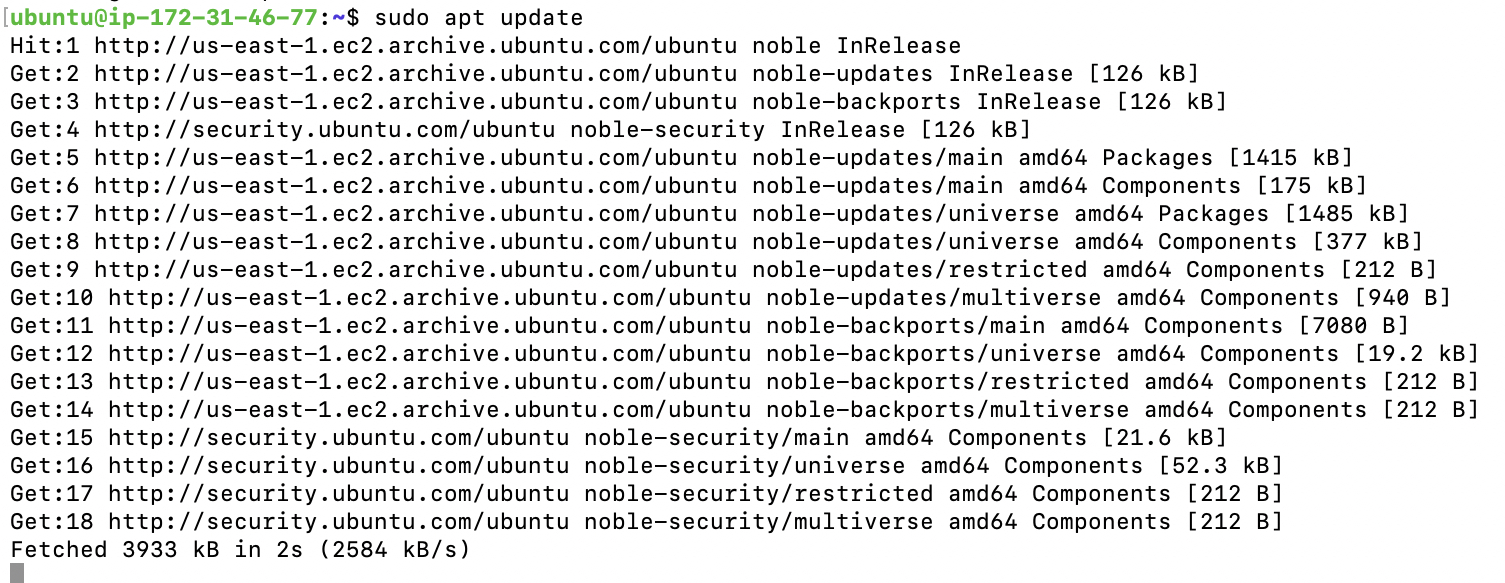 [ubuntu@ip-172-31-46-77:~$ sudo apt update
Hit:1 http://us-east-1.ec2.archive.ubuntu.com/ubuntu noble InRelease
Get:2 http://us-east-1.ec2.archive.ubuntu.com/ubuntu noble-updates InRelease [126 kB]
Get:3 http://us-east-1.ec2.archive.ubuntu.com/ubuntu noble-backports InRelease [126 kB]
Get:4 http://security.ubuntu.com/ubuntu noble-security InRelease [126 kB]
Get:5 http://us-east-1.ec2.archive.ubuntu.com/ubuntu noble-updates/main amd64 Packages [1415 kB]
Get:6 http://us-east-1.ec2.archive.ubuntu.com/ubuntu noble-updates/main amd64 Components [175 kB]
Get:7 http://us-east-1.ec2.archive.ubuntu.com/ubuntu noble-updates/universe amd64 Packages [1485 kB]
Get:8 http://us-east-1.ec2.archive.ubuntu.com/ubuntu noble-updates/universe amd64 Components [377 kB]
Get:9 http://us-east-1.ec2.archive.ubuntu.com/ubuntu noble-updates/restricted amd64 Components [212 B]
Get:10 http://us-east-1.ec2.archive.ubuntu.com/ubuntu noble-updates/multiverse amd64 Components [940 B]
Get:11 http://us-east-1.ec2.archive.ubuntu.com/ubuntu noble-backports/main amd64 Components [7080 B]
Get:12 http://us-east-1.ec2.archive.ubuntu.com/ubuntu noble-backports/universe amd64 Components [19.2 kB]
Get:13 http://us-east-1.ec2.archive.ubuntu.com/ubuntu noble-backports/restricted amd64 Components [212 B]
Get:14 http://us-east-1.ec2.archive.ubuntu.com/ubuntu noble-backports/multiverse amd64 Components [212 B]
Get:15 http://security.ubuntu.com/ubuntu noble-security/main amd64 Components [21.6 kB]
Get:16 http://security.ubuntu.com/ubuntu noble-security/universe amd64 Components [52.3 kB]
Get:17 http://security.ubuntu.com/ubuntu noble-security/restricted amd64 Components [212 B]
Get:18 http://security.ubuntu.com/ubuntu noble-security/multiverse amd64 Components [212 B]
Fetched 3933 kB in 2s (2584 kB/s)